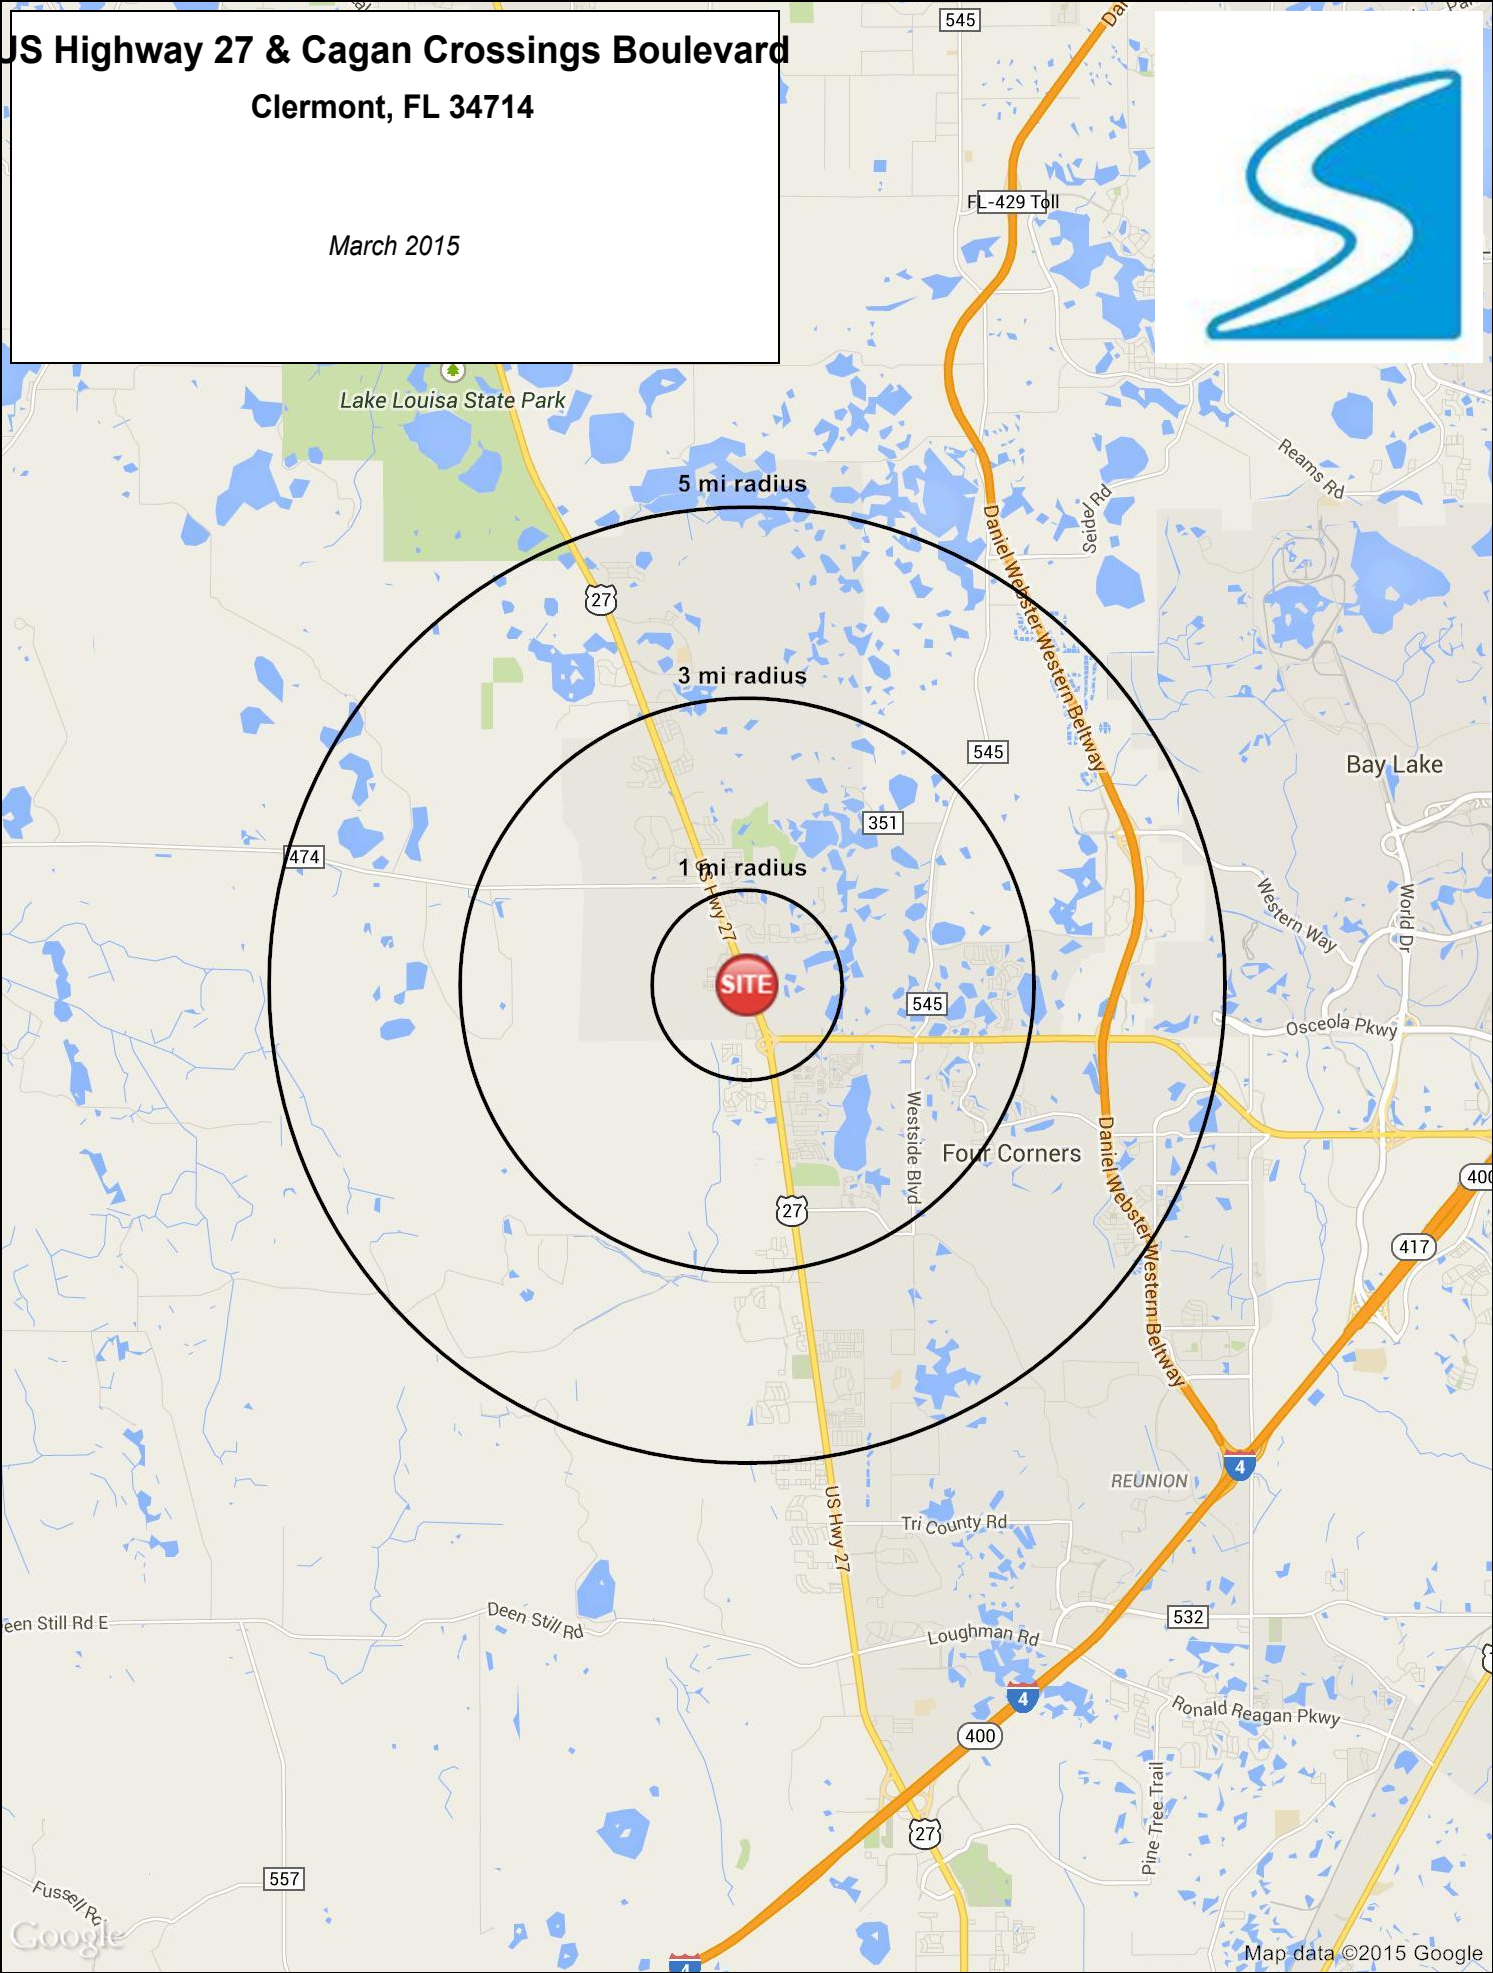 US Highway 27 & Cagan Crossings Boulevard
Clermont, FL 34714
March 2015
545
FL-429 Toll
Lake Louisa State Park
Reams Rd
Seidel Rd
5 mi radius
Daniel Webster Western Beltway
27
3 mi radius
545
Bay Lake
351
474
1 mi radius
US Hwy 27
Western Way
World Dr
SITE
545
Osceola Pkwy
Westside Blvd
Four Corners
Daniel Webster Western Beltway
400
27
417
4
REUNION
US Hwy 27
Tri County Rd
een Still Rd E
Deen Still Rd
532
Loughman Rd
4
Ronald Reagan Pkwy
400
Pine Tree Trail
27
557
Fussell Rd
Google
Map data ©2015 Google
4